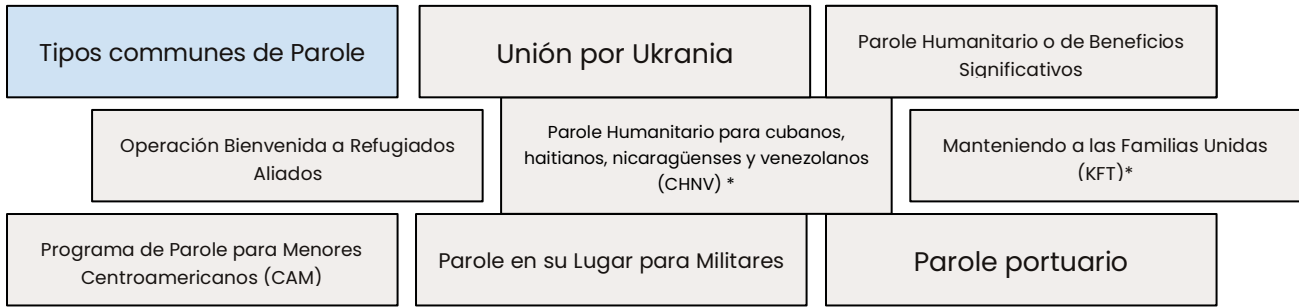 Tipos communes de Parole
Unión por Ukrania
Parole Humanitario o de Beneficios
Significativos
Operación Bienvenida a Refugiados
Aliados
Parole Humanitario para cubanos,
haitianos, nicaragüenses y venezolanos
(CHNV) *
Manteniendo a las Familias Unidas
(KFT)*
Programa de Parole para Menores
Centroamericanos (CAM)
Parole en su Lugar para Militares
Parole portuario